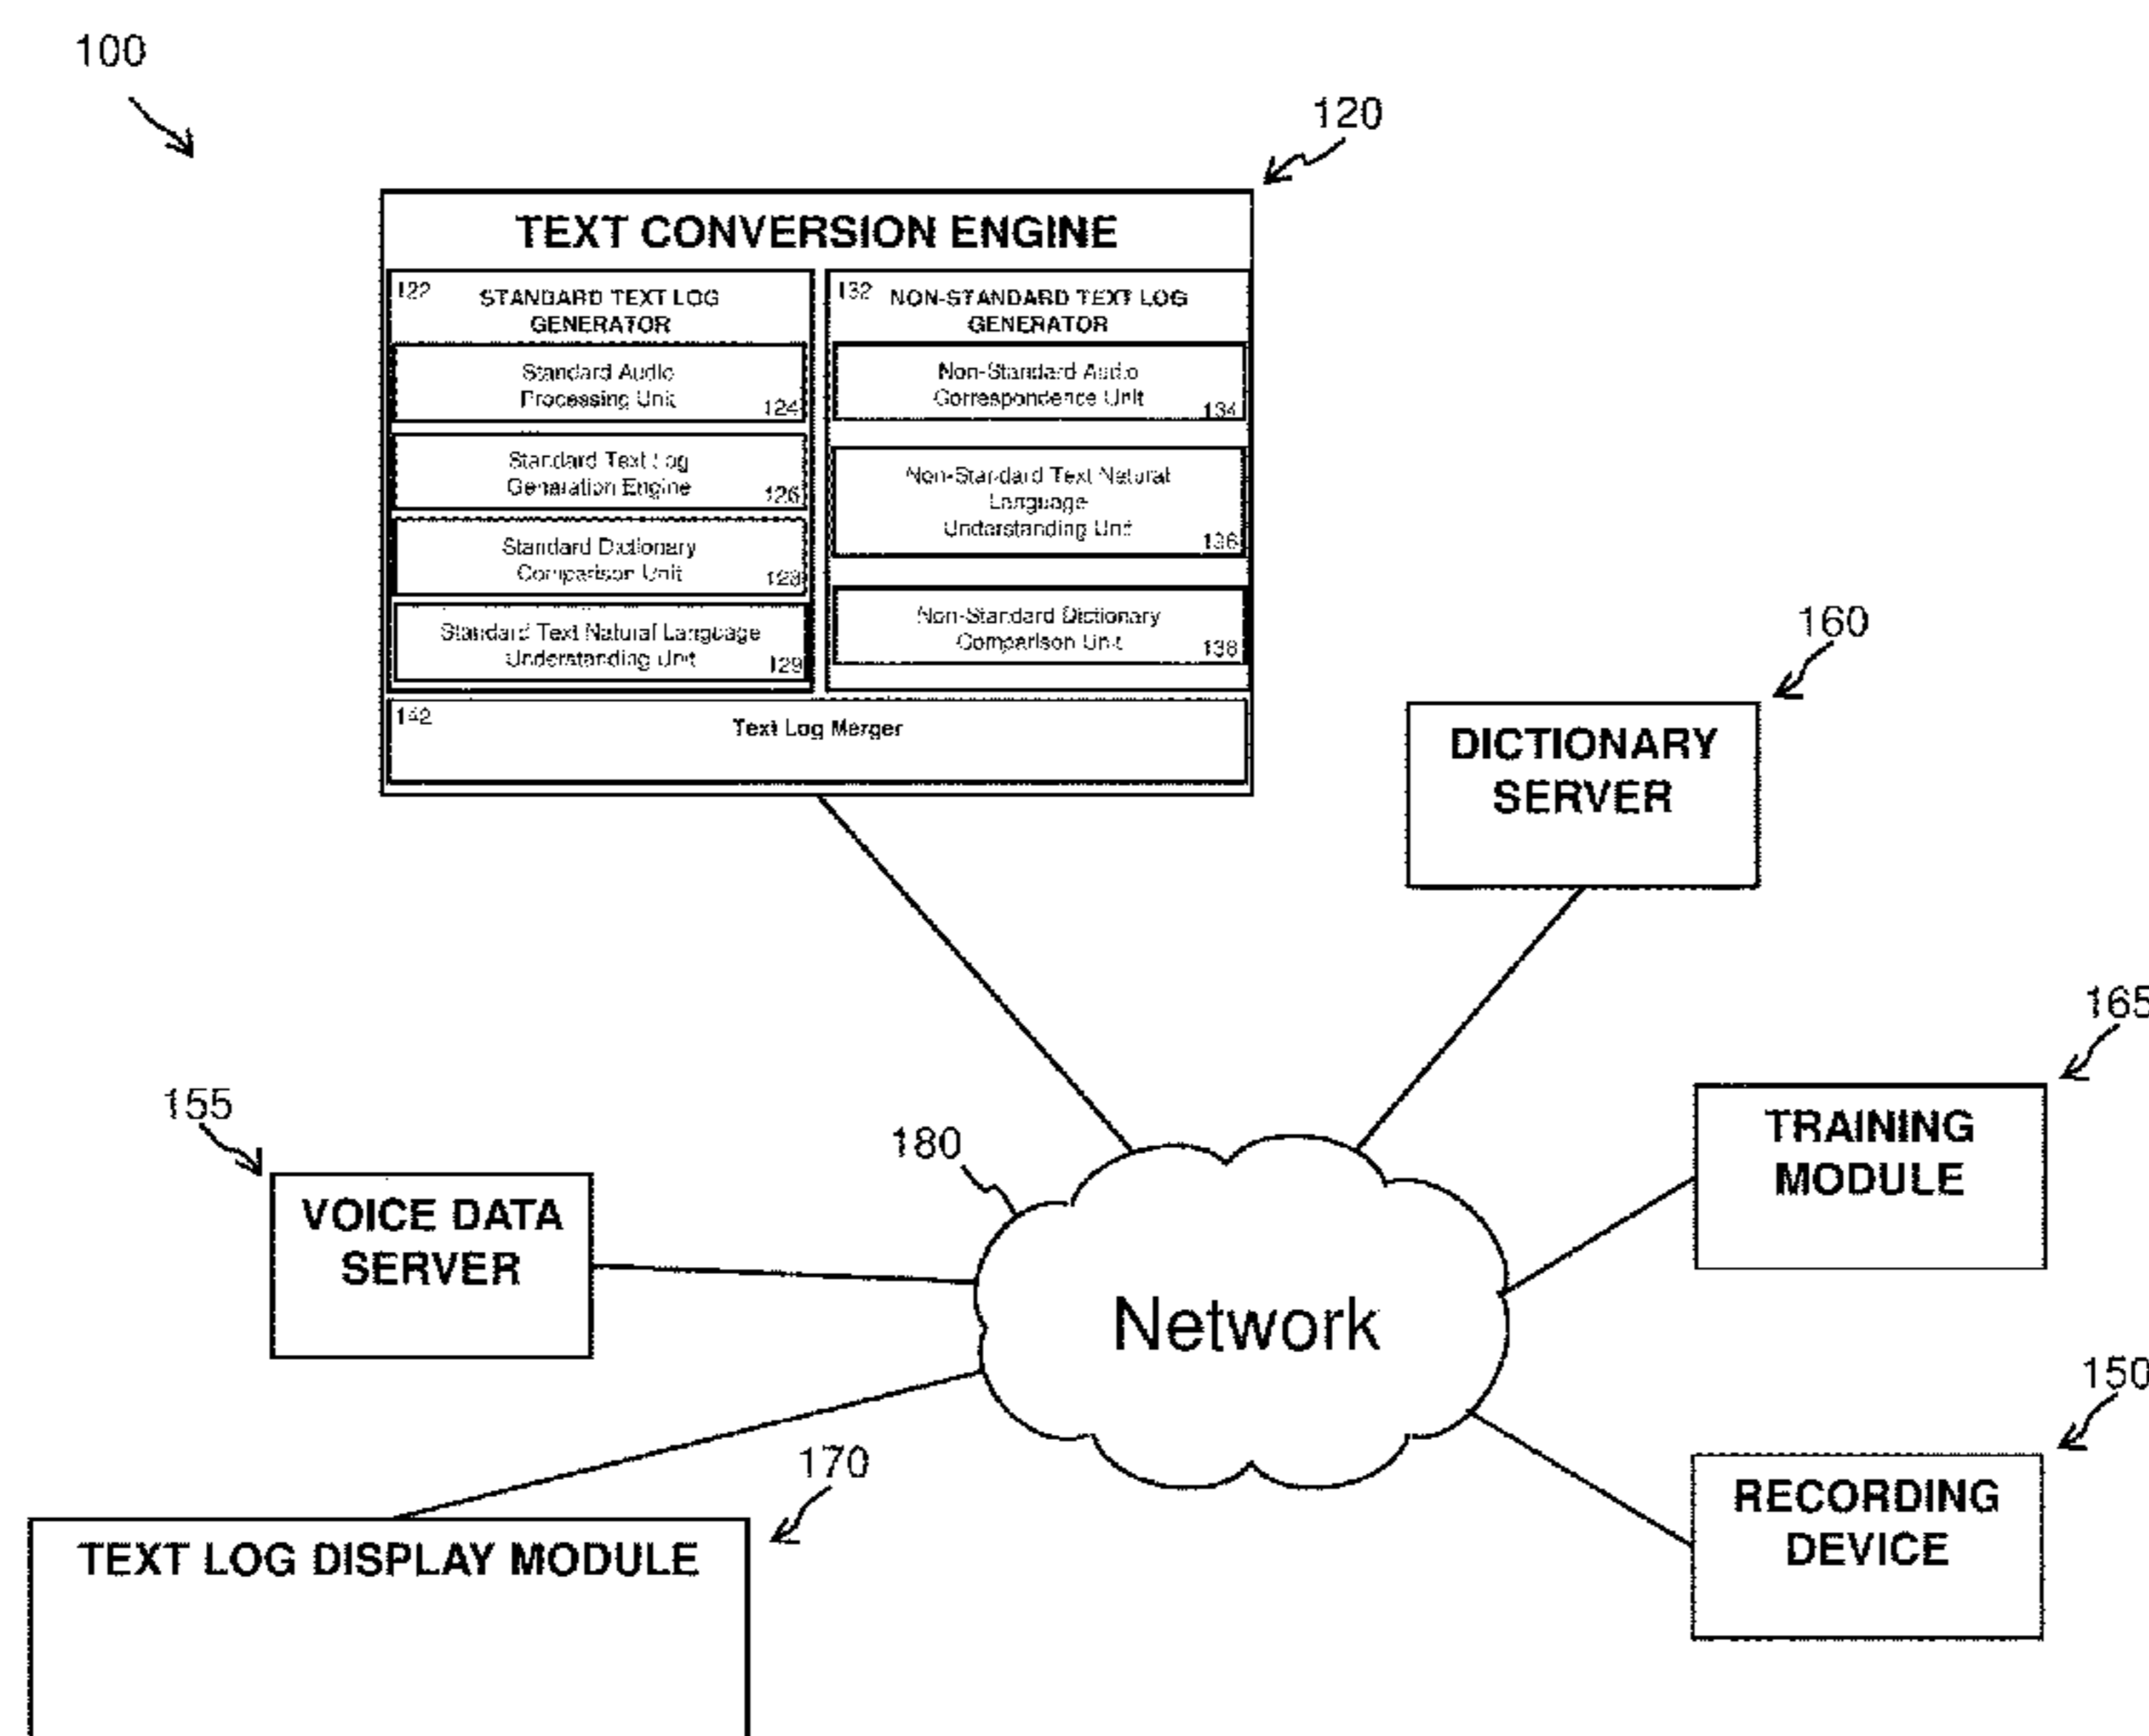 100
120
TEXT CONVERSION ENGINE
122
STANDARD TEXT LOG
GENERATOR
Standard Audio
Processing Unit
124
Standard Text Log
Generation Engine
126
Standard Dictionary
Comparison Unit
128
Standard Text Natural Language
Understanding Unit
129
132
NON-STANDARD TEXT LOG
GENERATOR
Non-Standard Audio
Correspondence Unit
134
Non-Standard Text Natural
Language
Understanding Unit
136
Non-Standard Dictionary
Comparison Unit
138
142
Text Log Merger
160
DICTIONARY
SERVER
165
TRAINING
MODULE
155
VOICE DATA
SERVER
180
Network
150
RECORDING
DEVICE
170
TEXT LOG DISPLAY MODULE